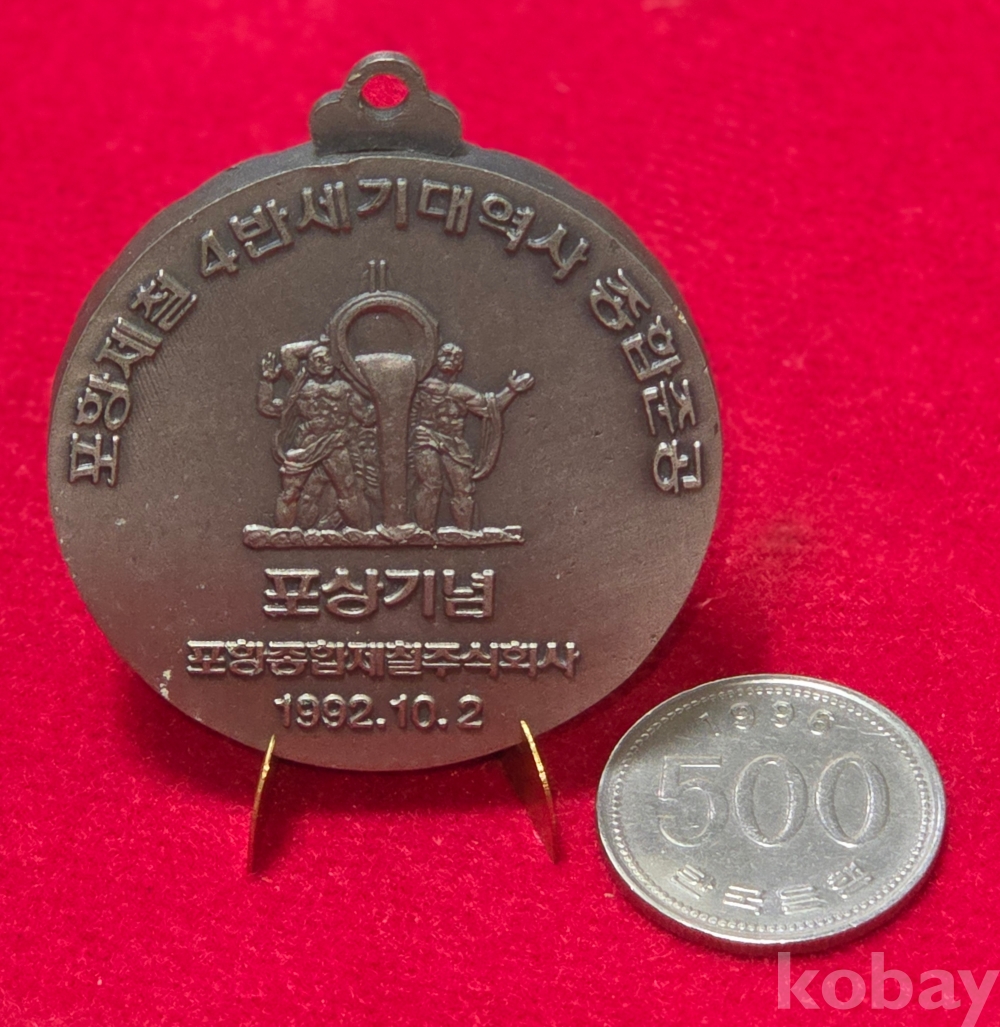 포항제철 4반세기대역사 종합준공
포상기념
포항종합제철주식회사
1992.10.2
1996
500
한국은행
kobay